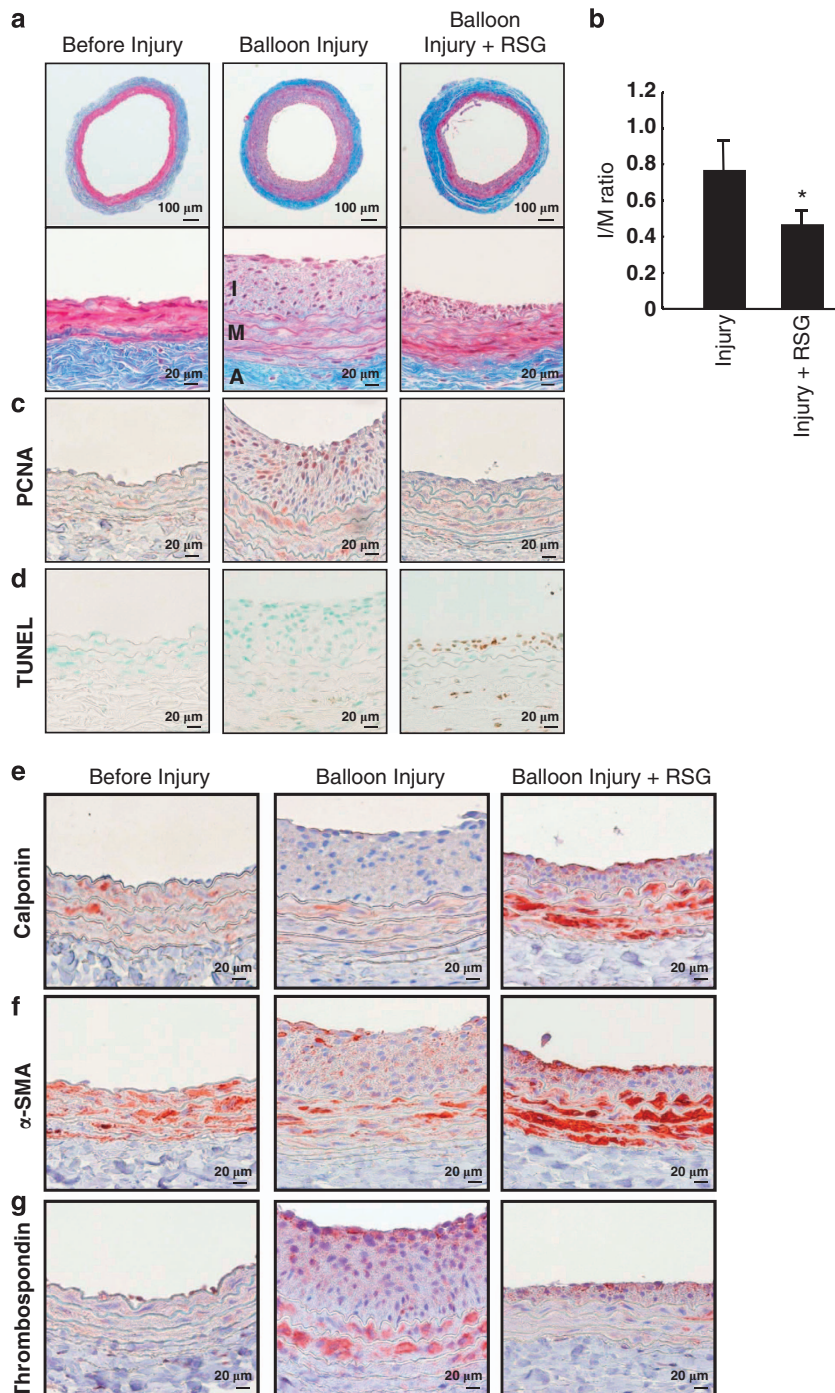 a
Before Injury
Balloon Injury
Balloon
Injury + RSG
100 μm
100 μm
100 μm
I
M
A
20 μm
20 μm
20 μm
b
I/M ratio
1.2
1.0
0.8
0.6
0.4
0.2
0
*
Injury
Injury + RSG
c
PCNA
20 μm
20 μm
20 μm
d
TUNEL
20 μm
20 μm
20 μm
e
Before Injury
Balloon Injury
Balloon Injury + RSG
Calponin
20 μm
20 μm
20 μm
f
α-SMA
20 μm
20 μm
20 μm
g
Thrombospondin
20 μm
20 μm
20 μm